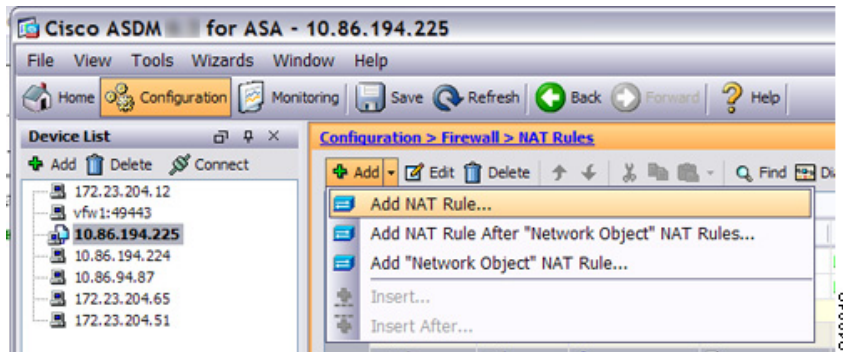 Cisco ASDM for ASA - 10.86.194.225
File View Tools Wizards Window Help
Home Configuration Monitoring Save Refresh Back Forward Help
Device List
Add Delete Connect
172.23.204.12
vfw1:49443
10.86.194.225
10.86.194.224
10.86.94.87
172.23.204.65
172.23.204.51
Configuration > Firewall > NAT Rules
Add Edit Delete Find
Add NAT Rule...
Add NAT Rule After "Network Object" NAT Rules...
Add "Network Object" NAT Rule...
Insert...
Insert After...